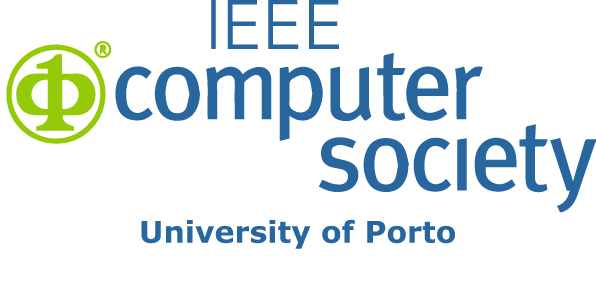 IEEE
®
computer
society
University of Porto